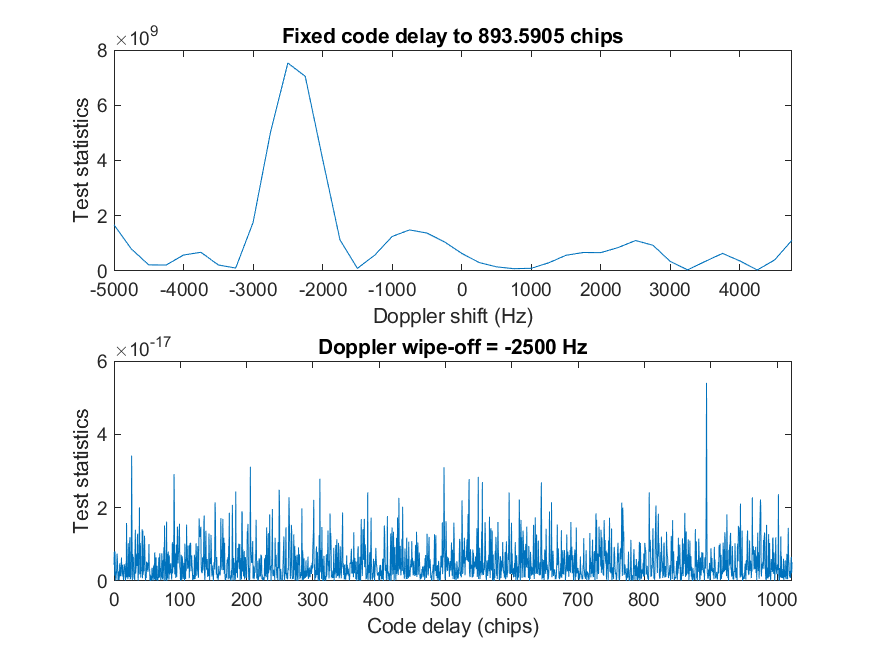 ×10^9
Fixed code delay to 893.5905 chips
8
6
4
2
0
Test statistics
-5000 -4000 -3000 -2000 -1000 0 1000 2000 3000 4000
Doppler shift (Hz)
×10^-17
Doppler wipe-off = -2500 Hz
6
4
2
0
Test statistics
0 100 200 300 400 500 600 700 800 900 1000
Code delay (chips)